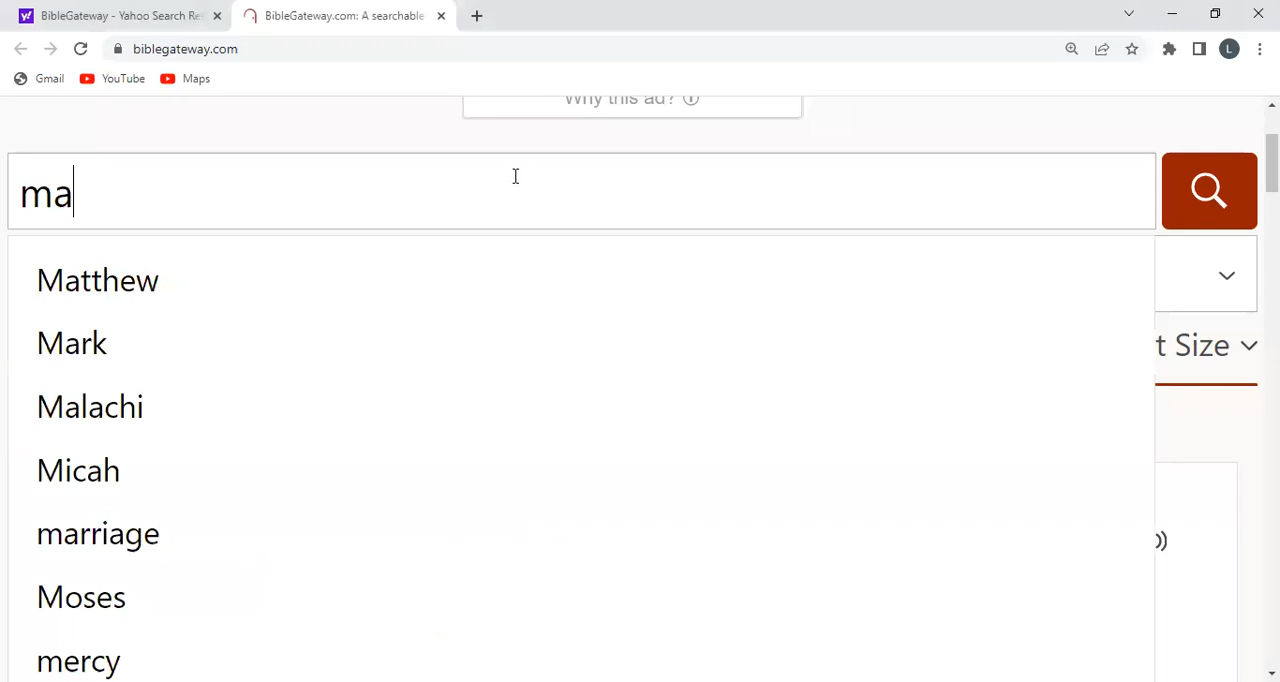 BibleGateway - Yahoo Search Res
BibleGateway.com: A searchable
biblegateway.com
L
Gmail
YouTube
Maps
Why this ad?
ma
Matthew
Mark
Malachi
Micah
marriage
Moses
mercy
t Size